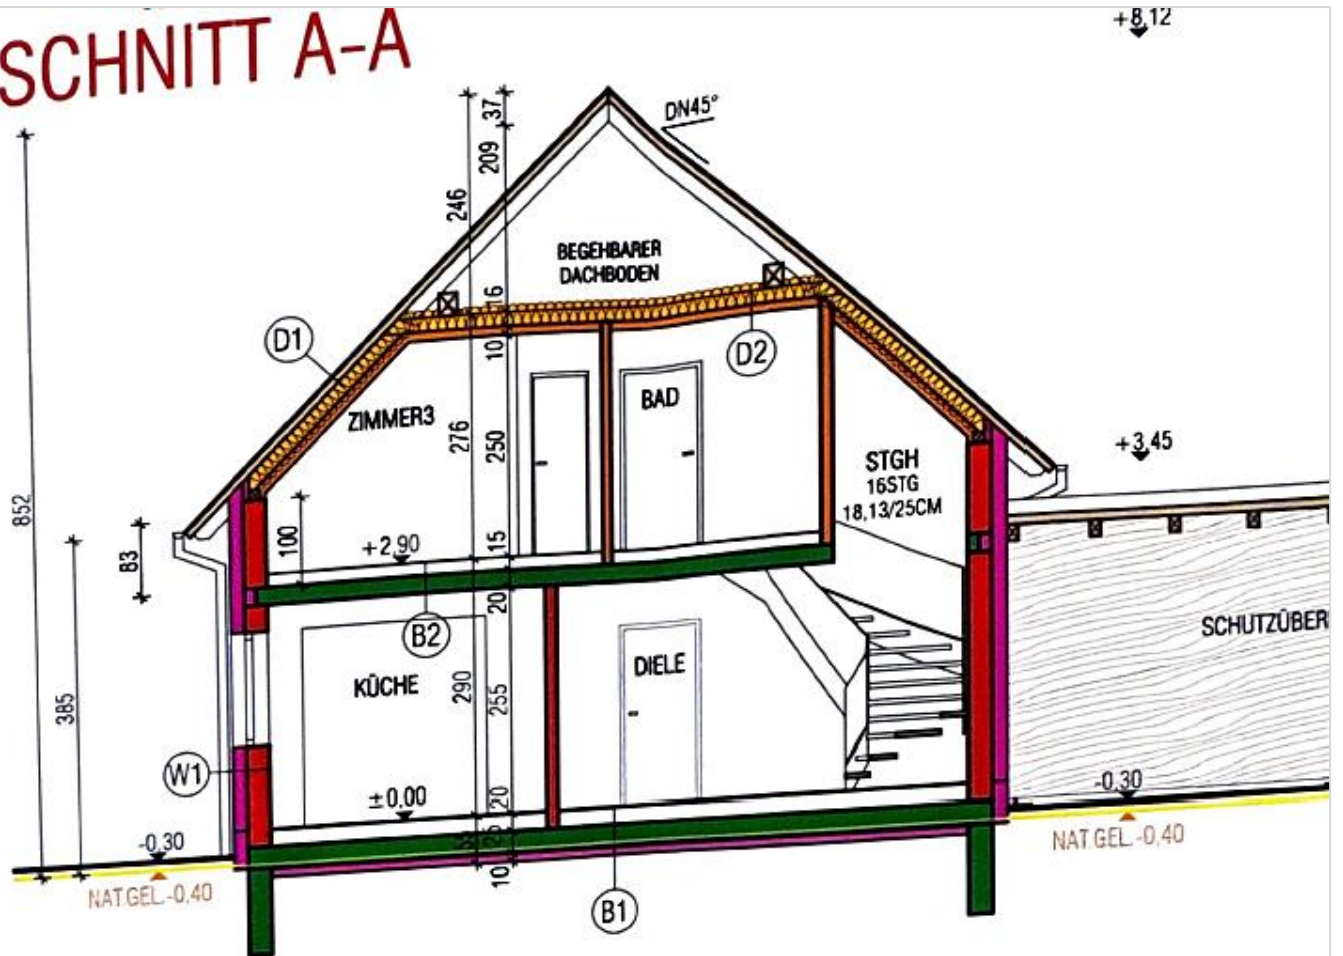 SCHNITT A-A
+8,12
37
DN45°
209
246
BEGEHBARER
DACHBODEN
16
D1
10
D2
ZIMMER3
BAD
276
250
+3,45
STGH
16STG
18,13/25CM
852
100
83
+2,90
15
20
B2
SCHUTZÜBER
DIELE
KÜCHE
290
255
385
W1
±0,00
20
-0,30
-0,30
25
NAT.GEL.-0,40
NAT.GEL.-0,40
10
B1